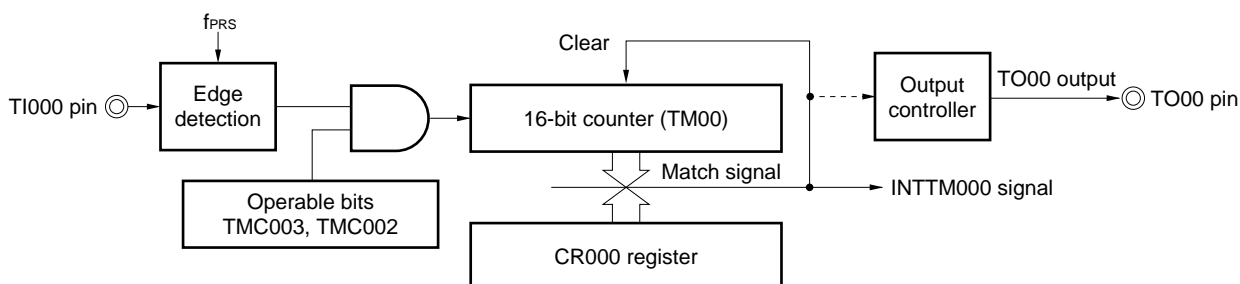 fPRS
Clear
TI000 pin
Edge
detection
16-bit counter (TM00)
Output
controller
TO00 output
TO00 pin
Operable bits
TMC003, TMC002
Match signal
INTTM000 signal
CR000 register